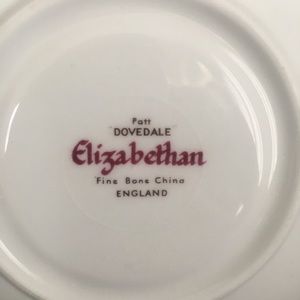 Patt
DOVEDALE
Elizabethan
Fine Bone China
ENGLAND